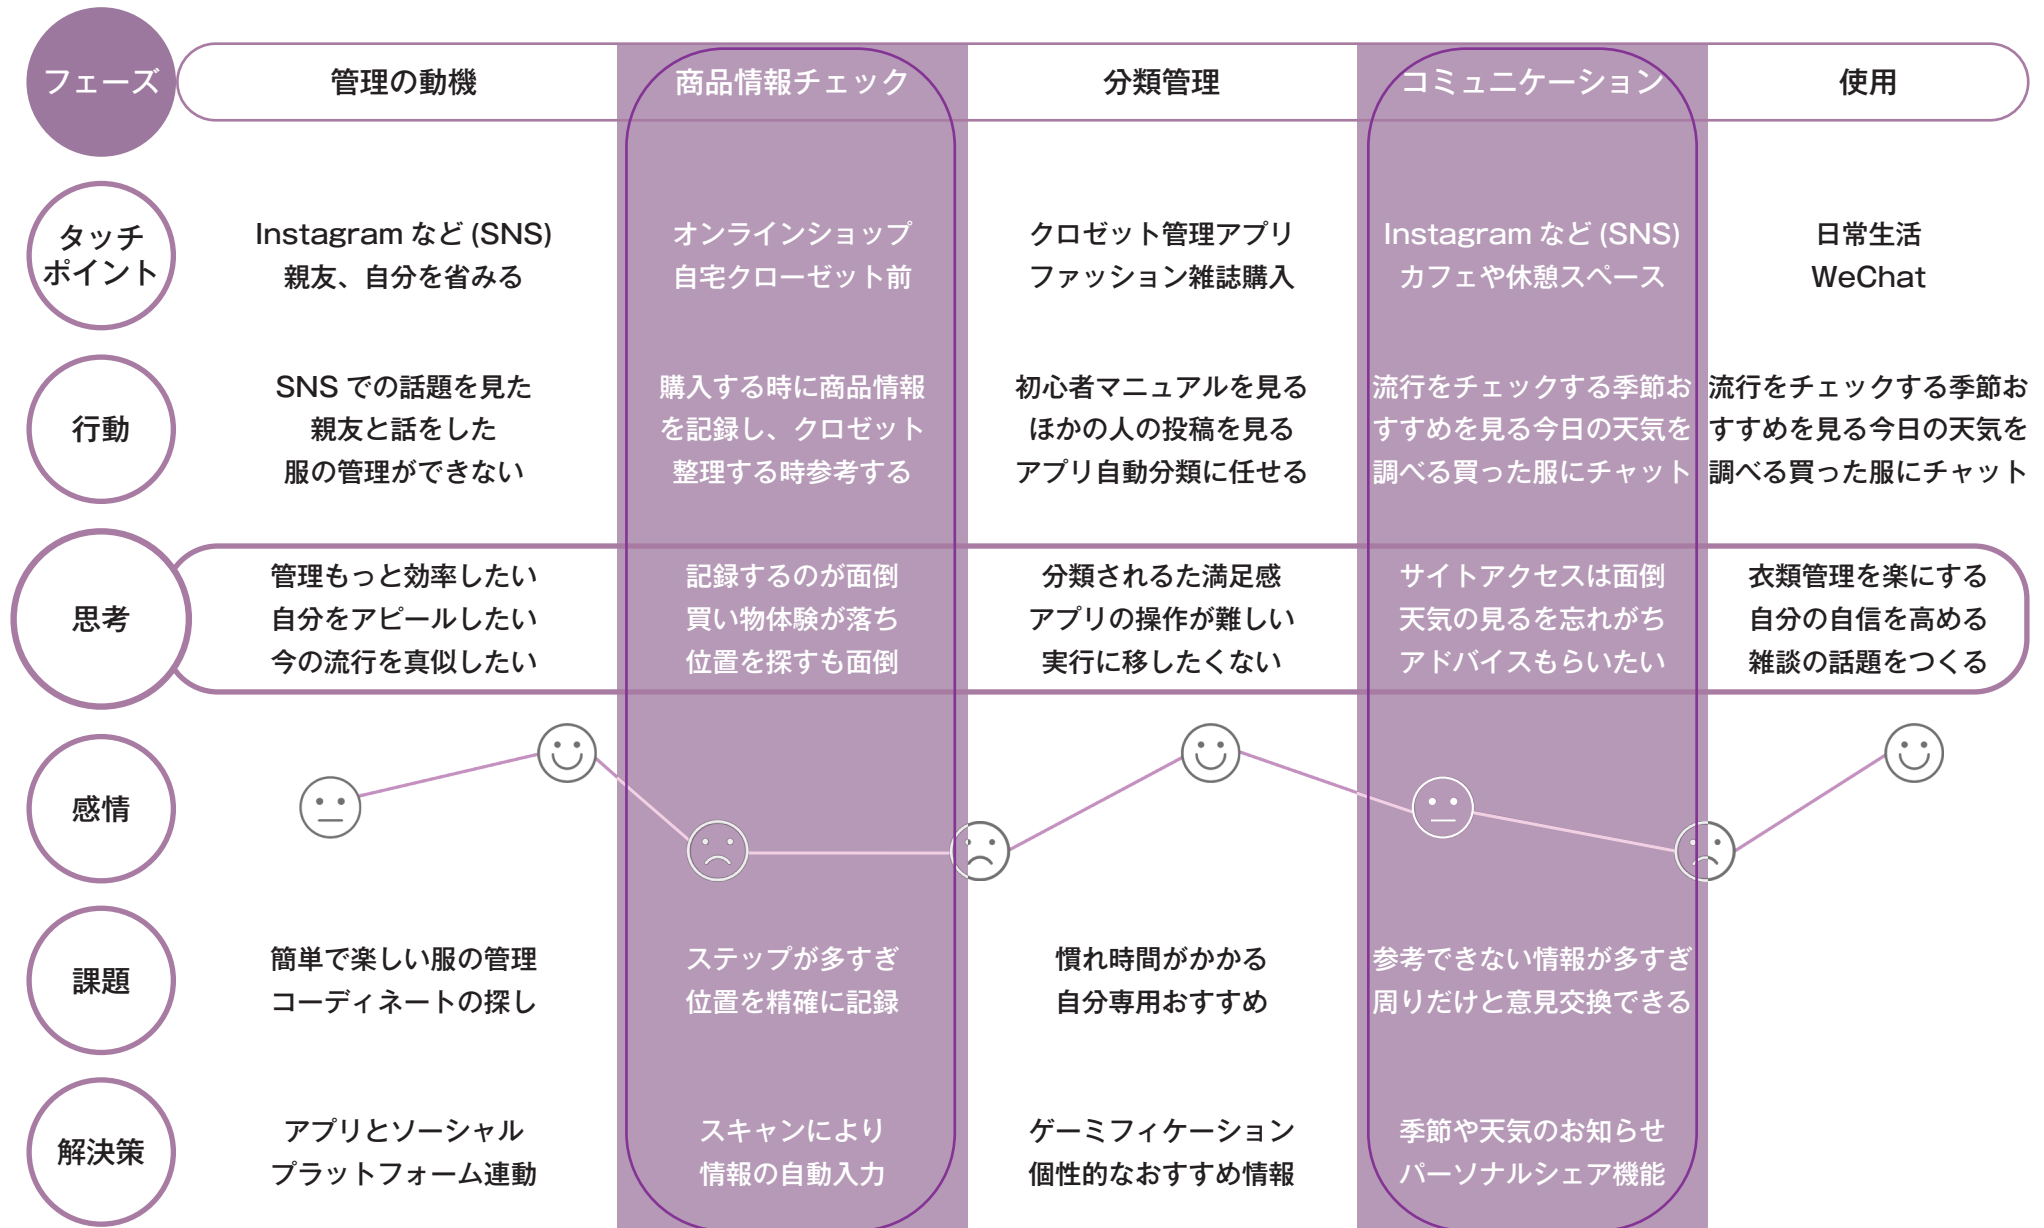 フェーズ
管理の動機
商品情報チェック
分類管理
コミュニケーション
使用
タッチ
ポイント
Instagram など (SNS)
親友、自分を省みる
オンラインショップ
自宅クローゼット前
クロゼット管理アプリ
ファッション雑誌購入
Instagram など (SNS)
カフェや休憩スペース
日常生活
WeChat
行動
SNS での話題を見た
親友と話をした
服の管理ができない
購入する時に商品情報
を記録し、クロゼット
整理する時参考する
初心者マニュアルを見る
ほかの人の投稿を見る
アプリ自動分類に任せる
流行をチェックする季節お
すすめを見る今日の天気を
調べる買った服にチャット
流行をチェックする季節お
すすめを見る今日の天気を
調べる買った服にチャット
思考
管理もっと効率したい
自分をアピールしたい
今の流行を真似したい
記録するのが面倒
買い物体験が落ち
位置を探すも面倒
分類されるた満足感
アプリの操作が難しい
実行に移したくない
サイトアクセスは面倒
天気の見るを忘れがち
アドバイスもらいたい
衣類管理を楽にする
自分の自信を高める
雑談の話題をつくる
感情
課題
簡単で楽しい服の管理
コーディネートの探し
ステップが多すぎ
位置を精確に記録
慣れ時間がかかる
自分専用おすすめ
参考できない情報が多すぎ
周りだけと意見交換できる
解決策
アプリとソーシャル
プラットフォーム連動
スキャンにより
情報の自動入力
ゲーミフィケーション
個性的なおすすめ情報
季節や天気のお知らせ
パーソナルシェア機能